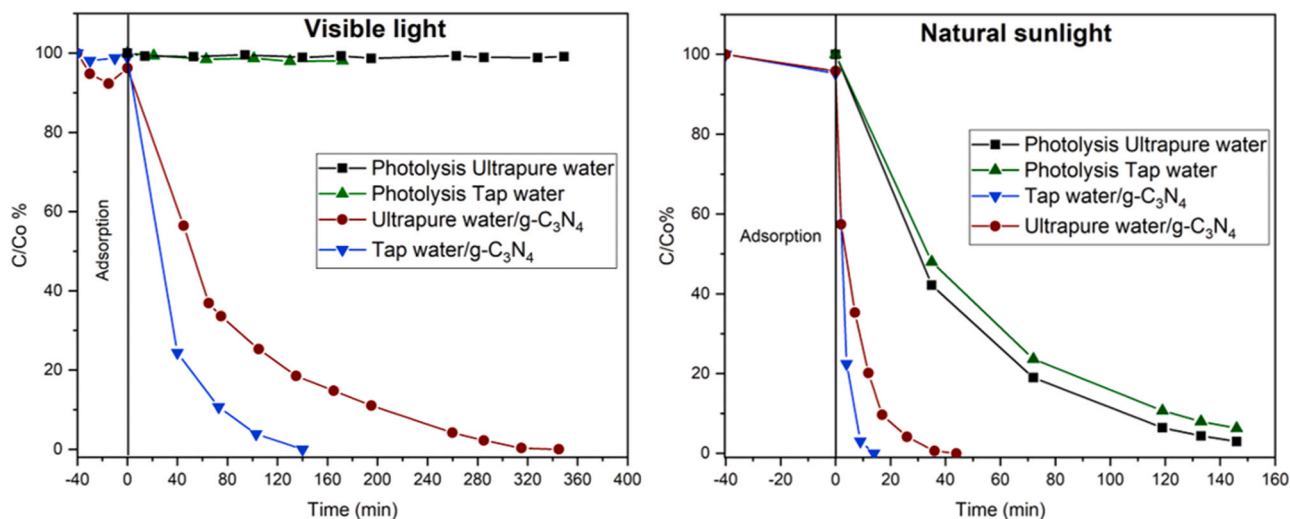 Visible light
C/Co %
100
80
60
40
20
0
Adsorption
Photolysis Ultrapure water
Photolysis Tap water
Ultrapure water/g-C₃N₄
Tap water/g-C₃N₄
-40 0 40 80 120 160 200 240 280 320 360 400
Time (min)
Natural sunlight
C/Co%
100
80
60
40
20
0
Adsorption
Photolysis Ultrapure water
Photolysis Tap water
Tap water/g-C₃N₄
Ultrapure water/g-C₃N₄
-40 -20 0 20 40 60 80 100 120 140 160
Time (min)